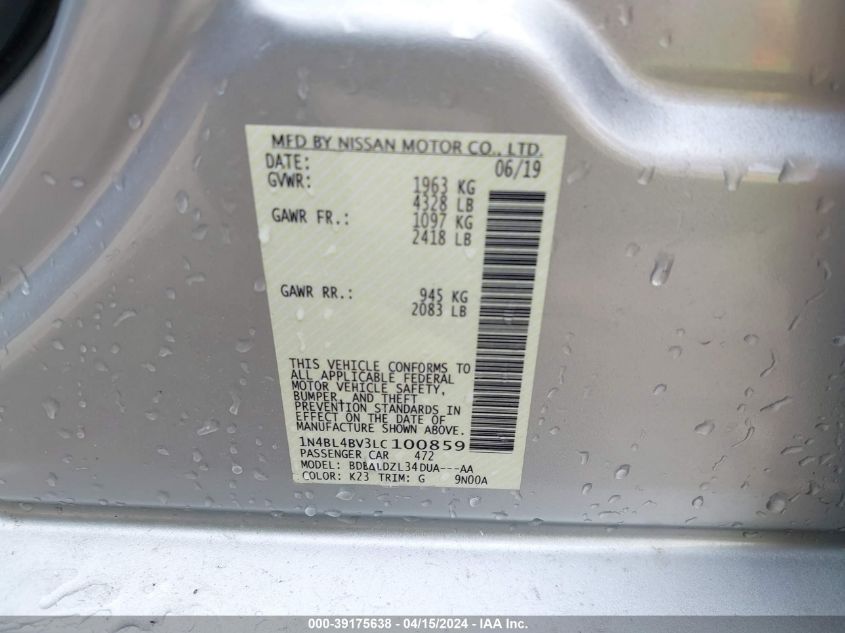 MFD BY NISSAN MOTOR CO., LTD.
DATE: 06/19
GVWR: 1963 KG
4328 LB
GAWR FR.: 1097 KG
2418 LB
GAWR RR.: 945 KG
2083 LB
THIS VEHICLE CONFORMS TO
ALL APPLICABLE FEDERAL
MOTOR VEHICLE SAFETY,
BUMPER, AND THEFT
PREVENTION STANDARDS IN
EFFECT ON THE DATE OF
MANUFACTURE SHOWN ABOVE.
1N4BL4BV3LC100859
PASSENGER CAR 472
MODEL: BDBALDZL34DUA---AA
COLOR: K23 TRIM: G 9N00A
000-39175638 - 04/15/2024 - IAA Inc.